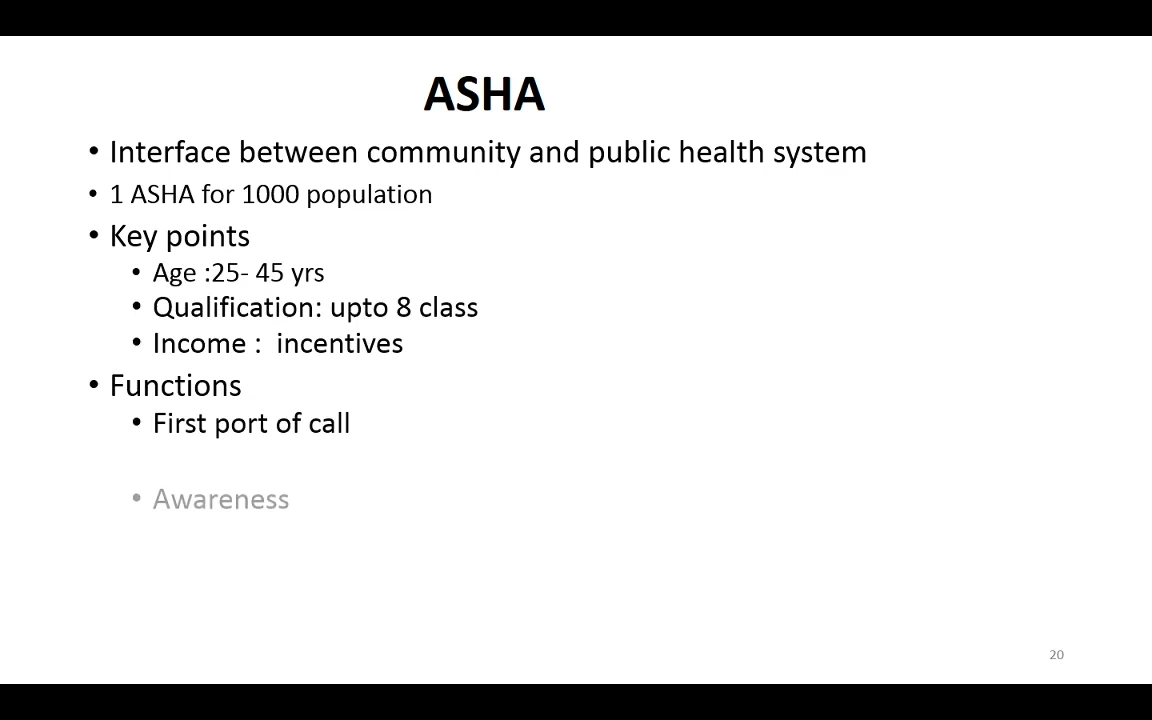 ASHA
• Interface between community and public health system
• 1 ASHA for 1000 population
• Key points
• Age :25- 45 yrs
• Qualification: upto 8 class
• Income :  incentives
• Functions
• First port of call
• Awareness
20